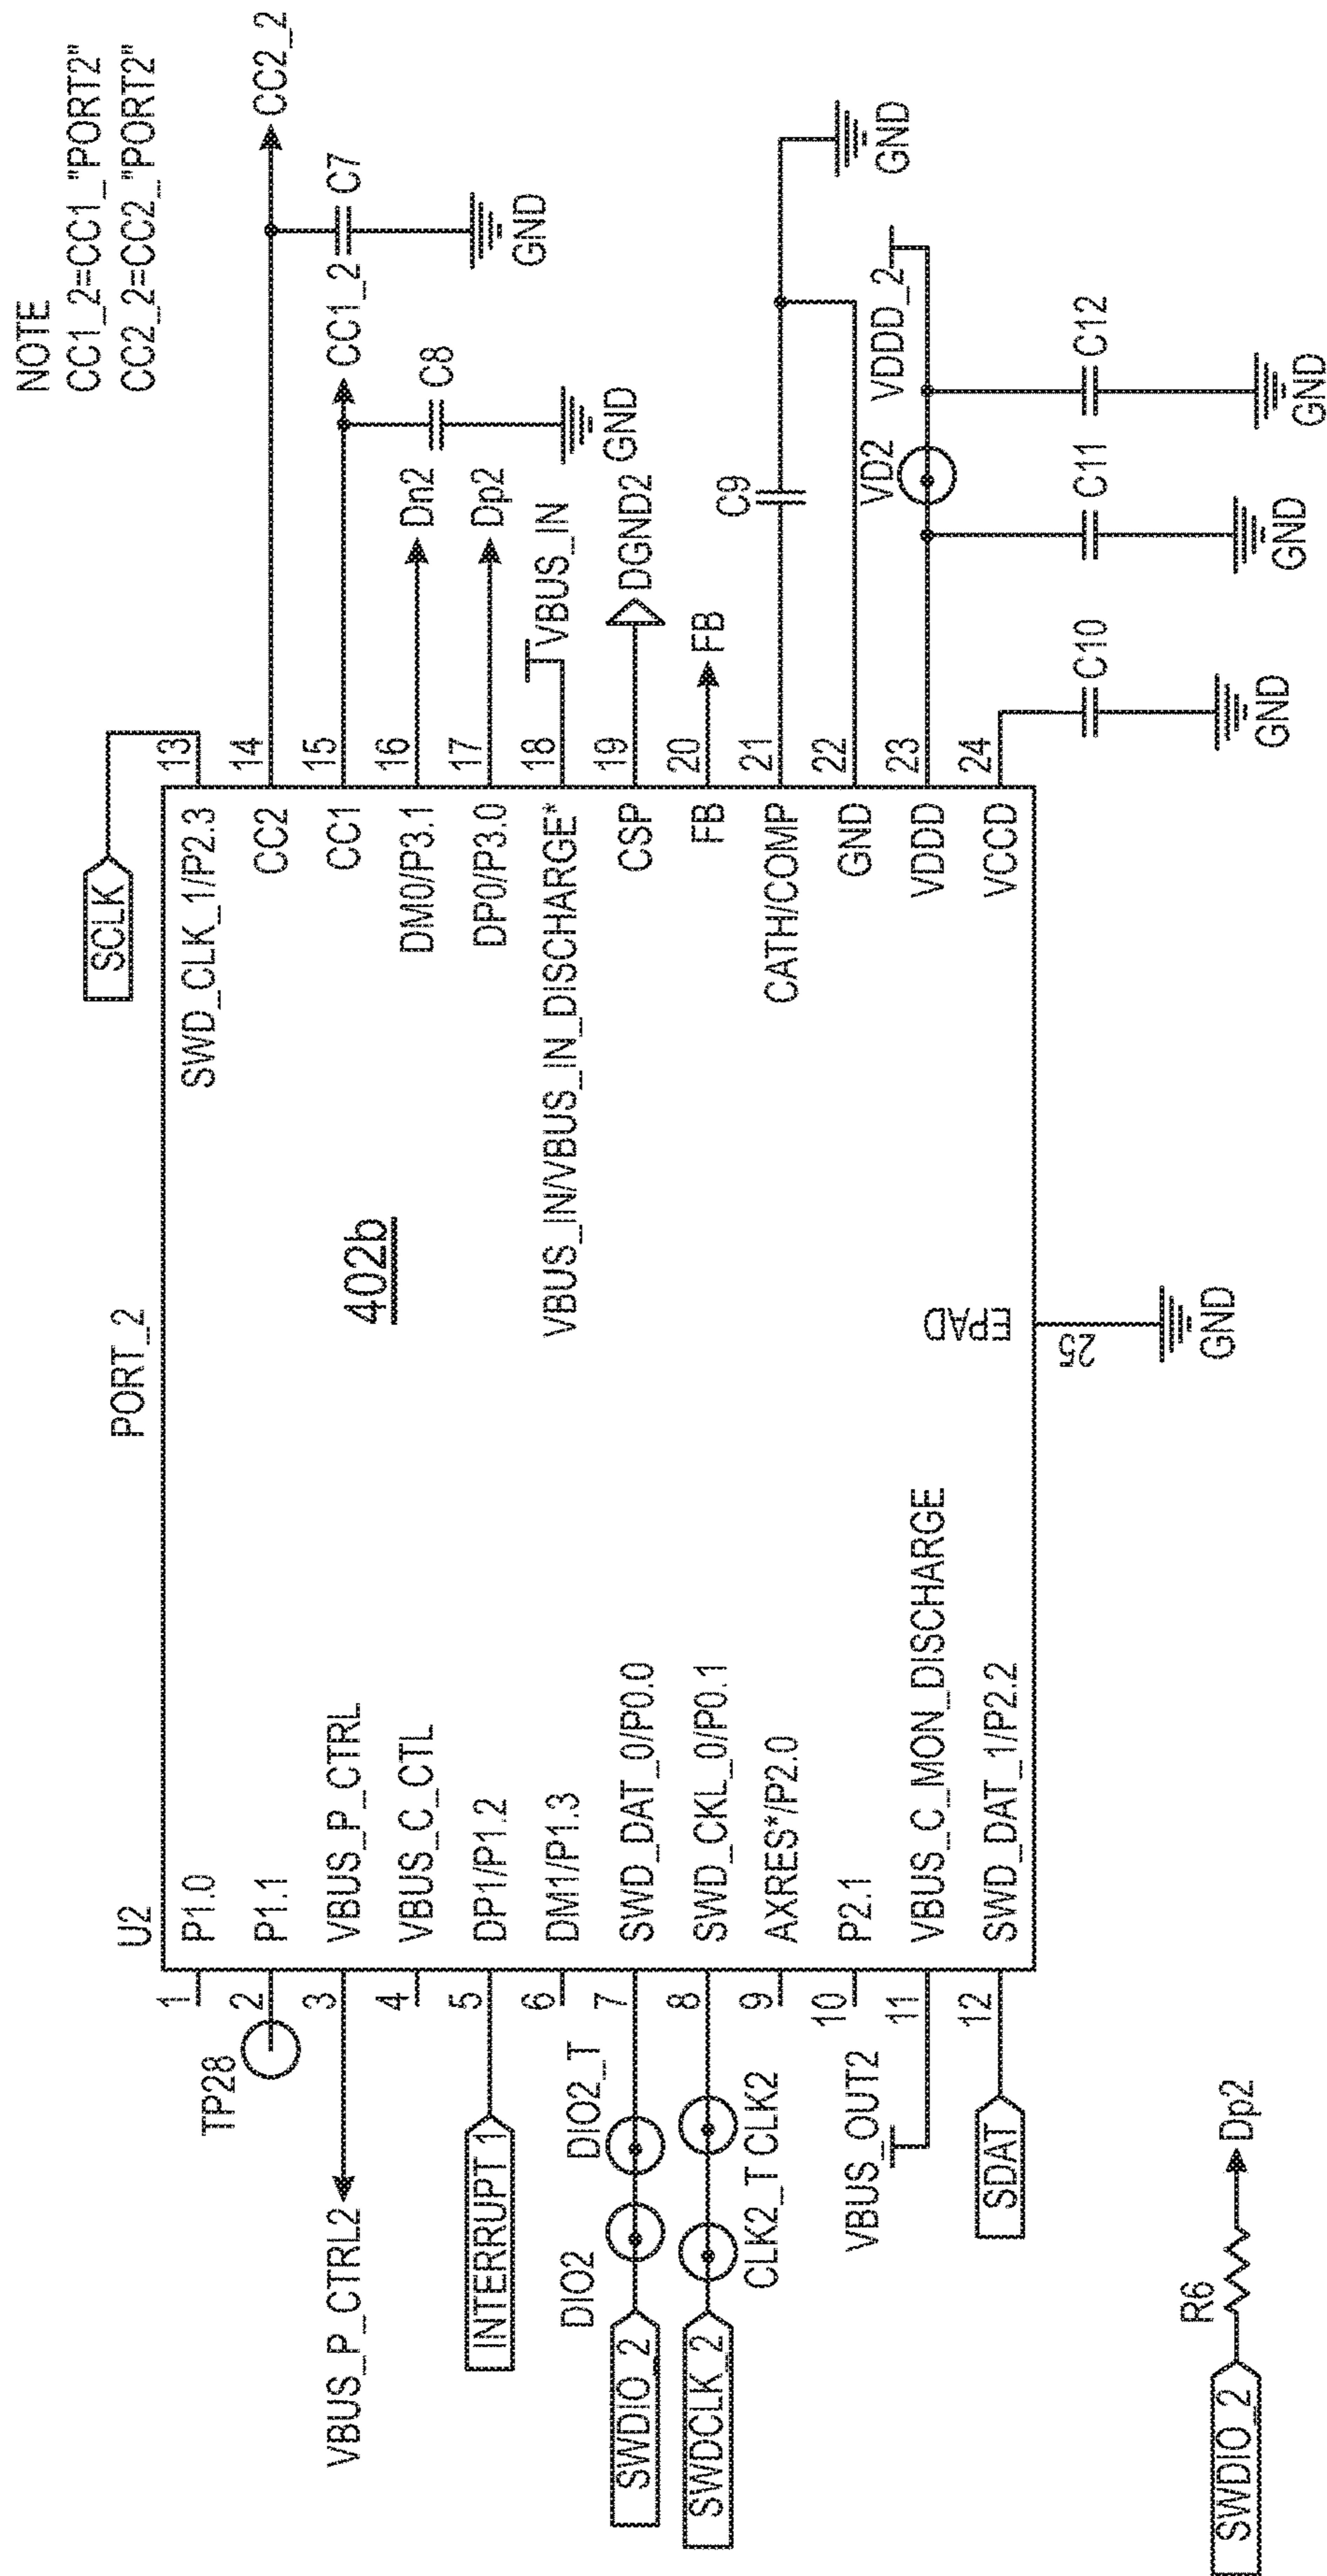 NOTE
CC1_2=CC1_"PORT2"
CC2_2=CC2_"PORT2"
PORT_2
U2
402b
1
P1.0
TP28
2
P1.1
VBUS_P_CTRL2
3
VBUS_P_CTRL
4
VBUS_C_CTL
INTERRUPT 1
5
DP1/P1.2
6
DM1/P1.3
SWDIO_2
DIO2
DIO2_T
7
SWD_DAT_0/P0.0
SWDCLK_2
CLK2_T
CLK2
8
SWD_CKL_0/P0.1
9
AXRES*/P2.0
10
P2.1
VBUS_OUT2
11
VBUS_C_MON_DISCHARGE
SDAT
12
SWD_DAT_1/P2.2
SCLK
SWD_CLK_1/P2.3
13
CC2
14
CC2_2
C7
GND
CC1
15
CC1_2
C8
GND
DM0/P3.1
16
Dn2
DP0/P3.0
17
Dp2
VBUS_IN/VBUS_IN_DISCHARGE*
18
VBUS_IN
CSP
19
DGND2
FB
20
FB
CATH/COMP
21
C9
GND
GND
22
VDDD
23
VD2
VDDD_2
C11
GND
C12
GND
VCCD
24
C10
GND
EPAD
25
GND
SWDIO_2
R6
Dp2